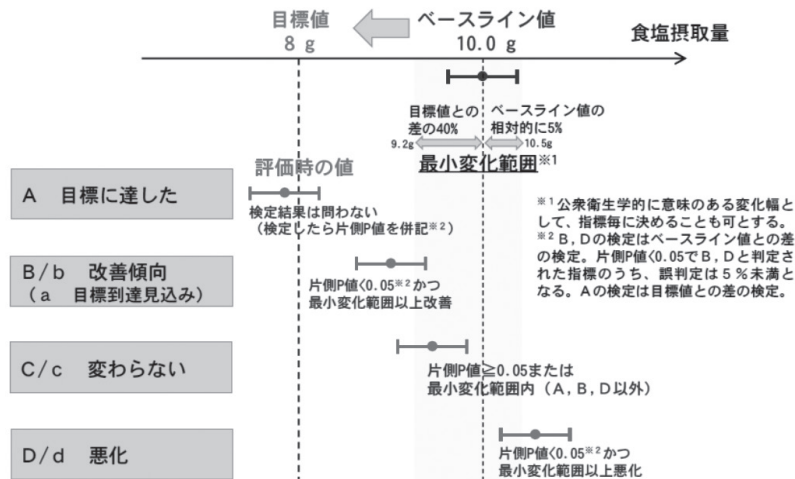 目標値
8 g
ベースライン値
10.0 g
食塩摂取量
目標値との
差の40%
ベースライン値の
相対的に5%
9.2g
10.5g
最小変化範囲※1
評価時の値
A　目標に達した
検定結果は問わない
（検定したら片側P値を併記※2）
※1公衆衛生学的に意味のある変化幅と
して、指標毎に決めることも可とする。
※2 B，Dの検定はベースライン値との差
の検定。片側P値<0.05でB，Dと判定さ
れた指標のうち、誤判定は５％未満と
なる。Aの検定は目標値との差の検定。
B/b　改善傾向
（a　目標到達見込み）
片側P値<0.05※2かつ
最小変化範囲以上改善
C/c　変わらない
片側P値≧0.05または
最小変化範囲内（A，B，D以外）
D/d　悪化
片側P値<0.05※2かつ
最小変化範囲以上悪化